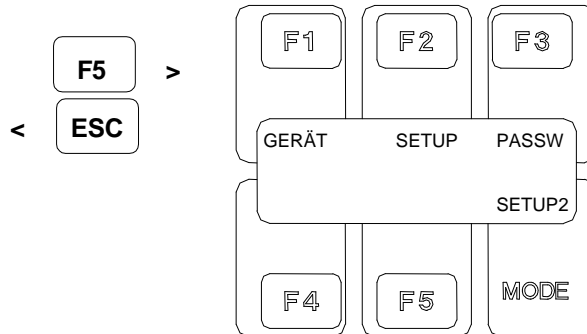 F1 F2 F3
F5 >
< ESC
GERÄT SETUP PASSW
SETUP2
F4 F5 MODE